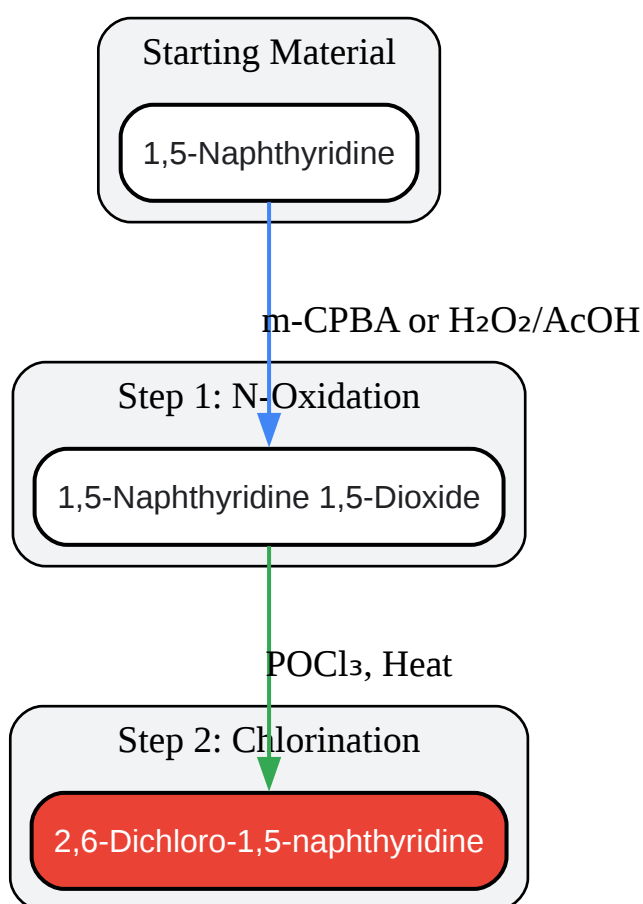 Starting Material
1,5-Naphthyridine
m-CPBA or H₂O₂/AcOH
Step 1: N-Oxidation
1,5-Naphthyridine 1,5-Dioxide
POCl₃, Heat
Step 2: Chlorination
2,6-Dichloro-1,5-naphthyridine